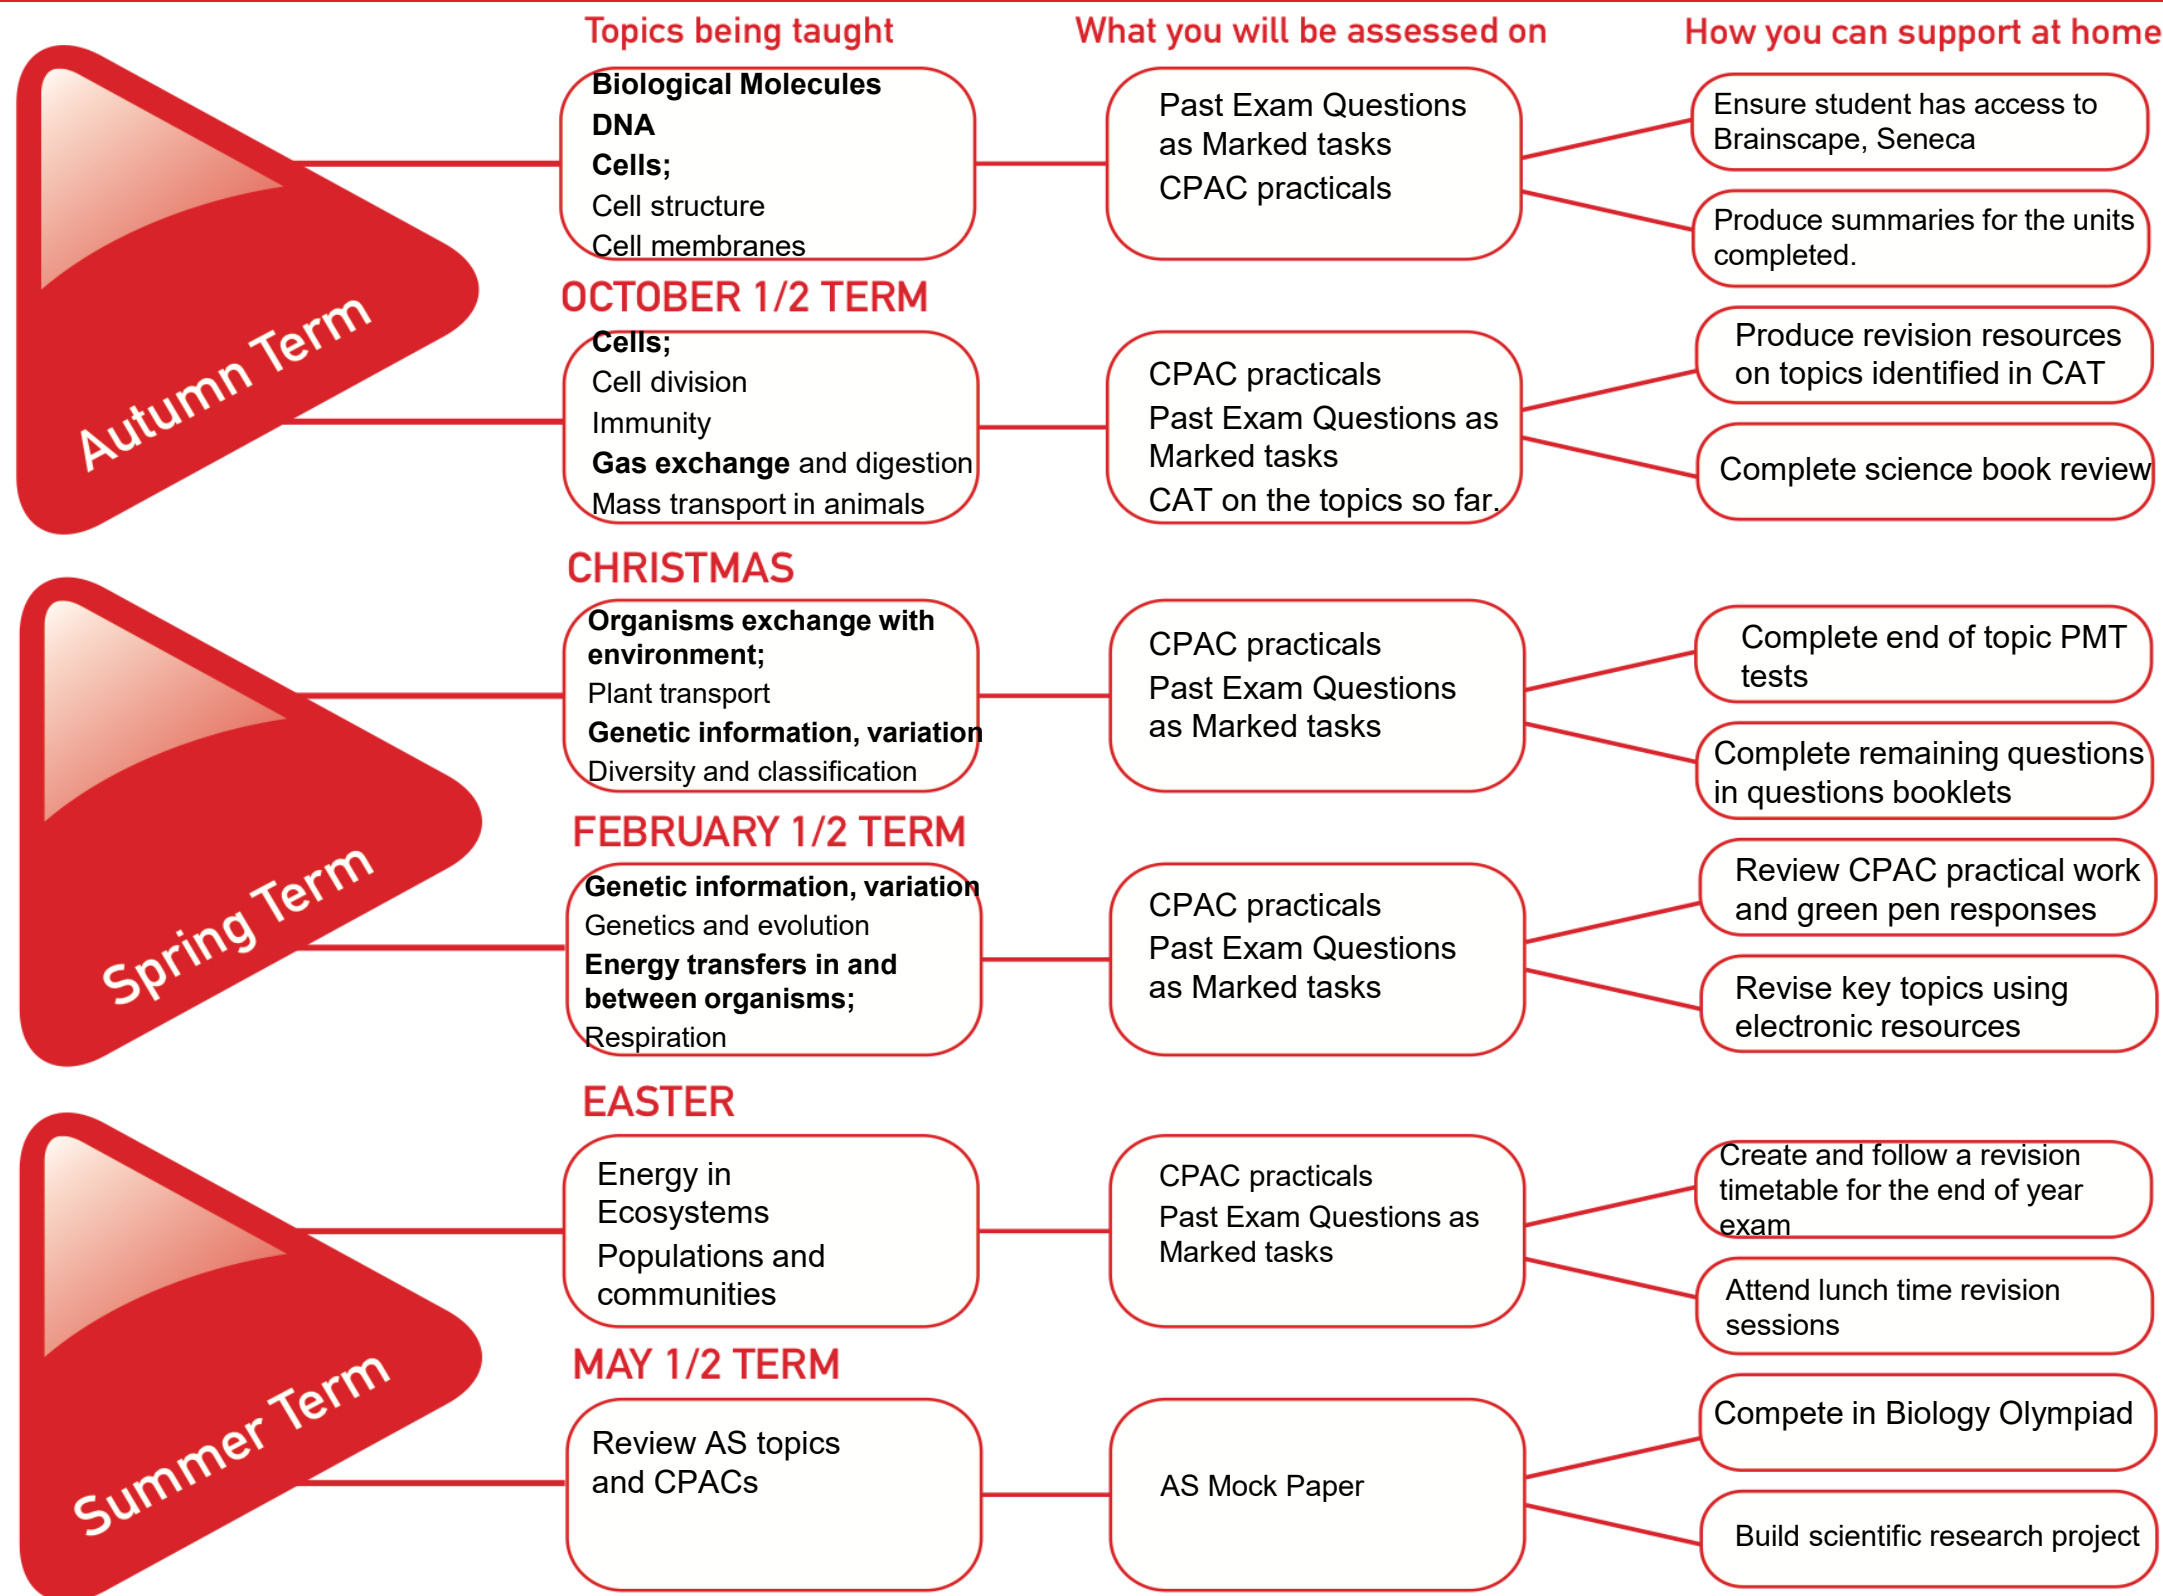 Topics being taught
What you will be assessed on
How you can support at home
Autumn Term
Biological Molecules
DNA
Cells;
Cell structure
Cell membranes
Past Exam Questions
as Marked tasks
CPAC practicals
Ensure student has access to
Brainscape, Seneca
Produce summaries for the units
completed.
OCTOBER 1/2 TERM
Cells;
Cell division
Immunity
Gas exchange and digestion
Mass transport in animals
CPAC practicals
Past Exam Questions as
Marked tasks
CAT on the topics so far.
Produce revision resources
on topics identified in CAT
Complete science book review
CHRISTMAS
Spring Term
Organisms exchange with
environment;
Plant transport
Genetic information, variation
Diversity and classification
CPAC practicals
Past Exam Questions
as Marked tasks
Complete end of topic PMT
tests
Complete remaining questions
in questions booklets
FEBRUARY 1/2 TERM
Genetic information, variation
Genetics and evolution
Energy transfers in and
between organisms;
Respiration
CPAC practicals
Past Exam Questions
as Marked tasks
Review CPAC practical work
and green pen responses
Revise key topics using
electronic resources
EASTER
Summer Term
Energy in
Ecosystems
Populations and
communities
CPAC practicals
Past Exam Questions as
Marked tasks
Create and follow a revision
timetable for the end of year
exam
Attend lunch time revision
sessions
MAY 1/2 TERM
Review AS topics
and CPACs
AS Mock Paper
Compete in Biology Olympiad
Build scientific research project